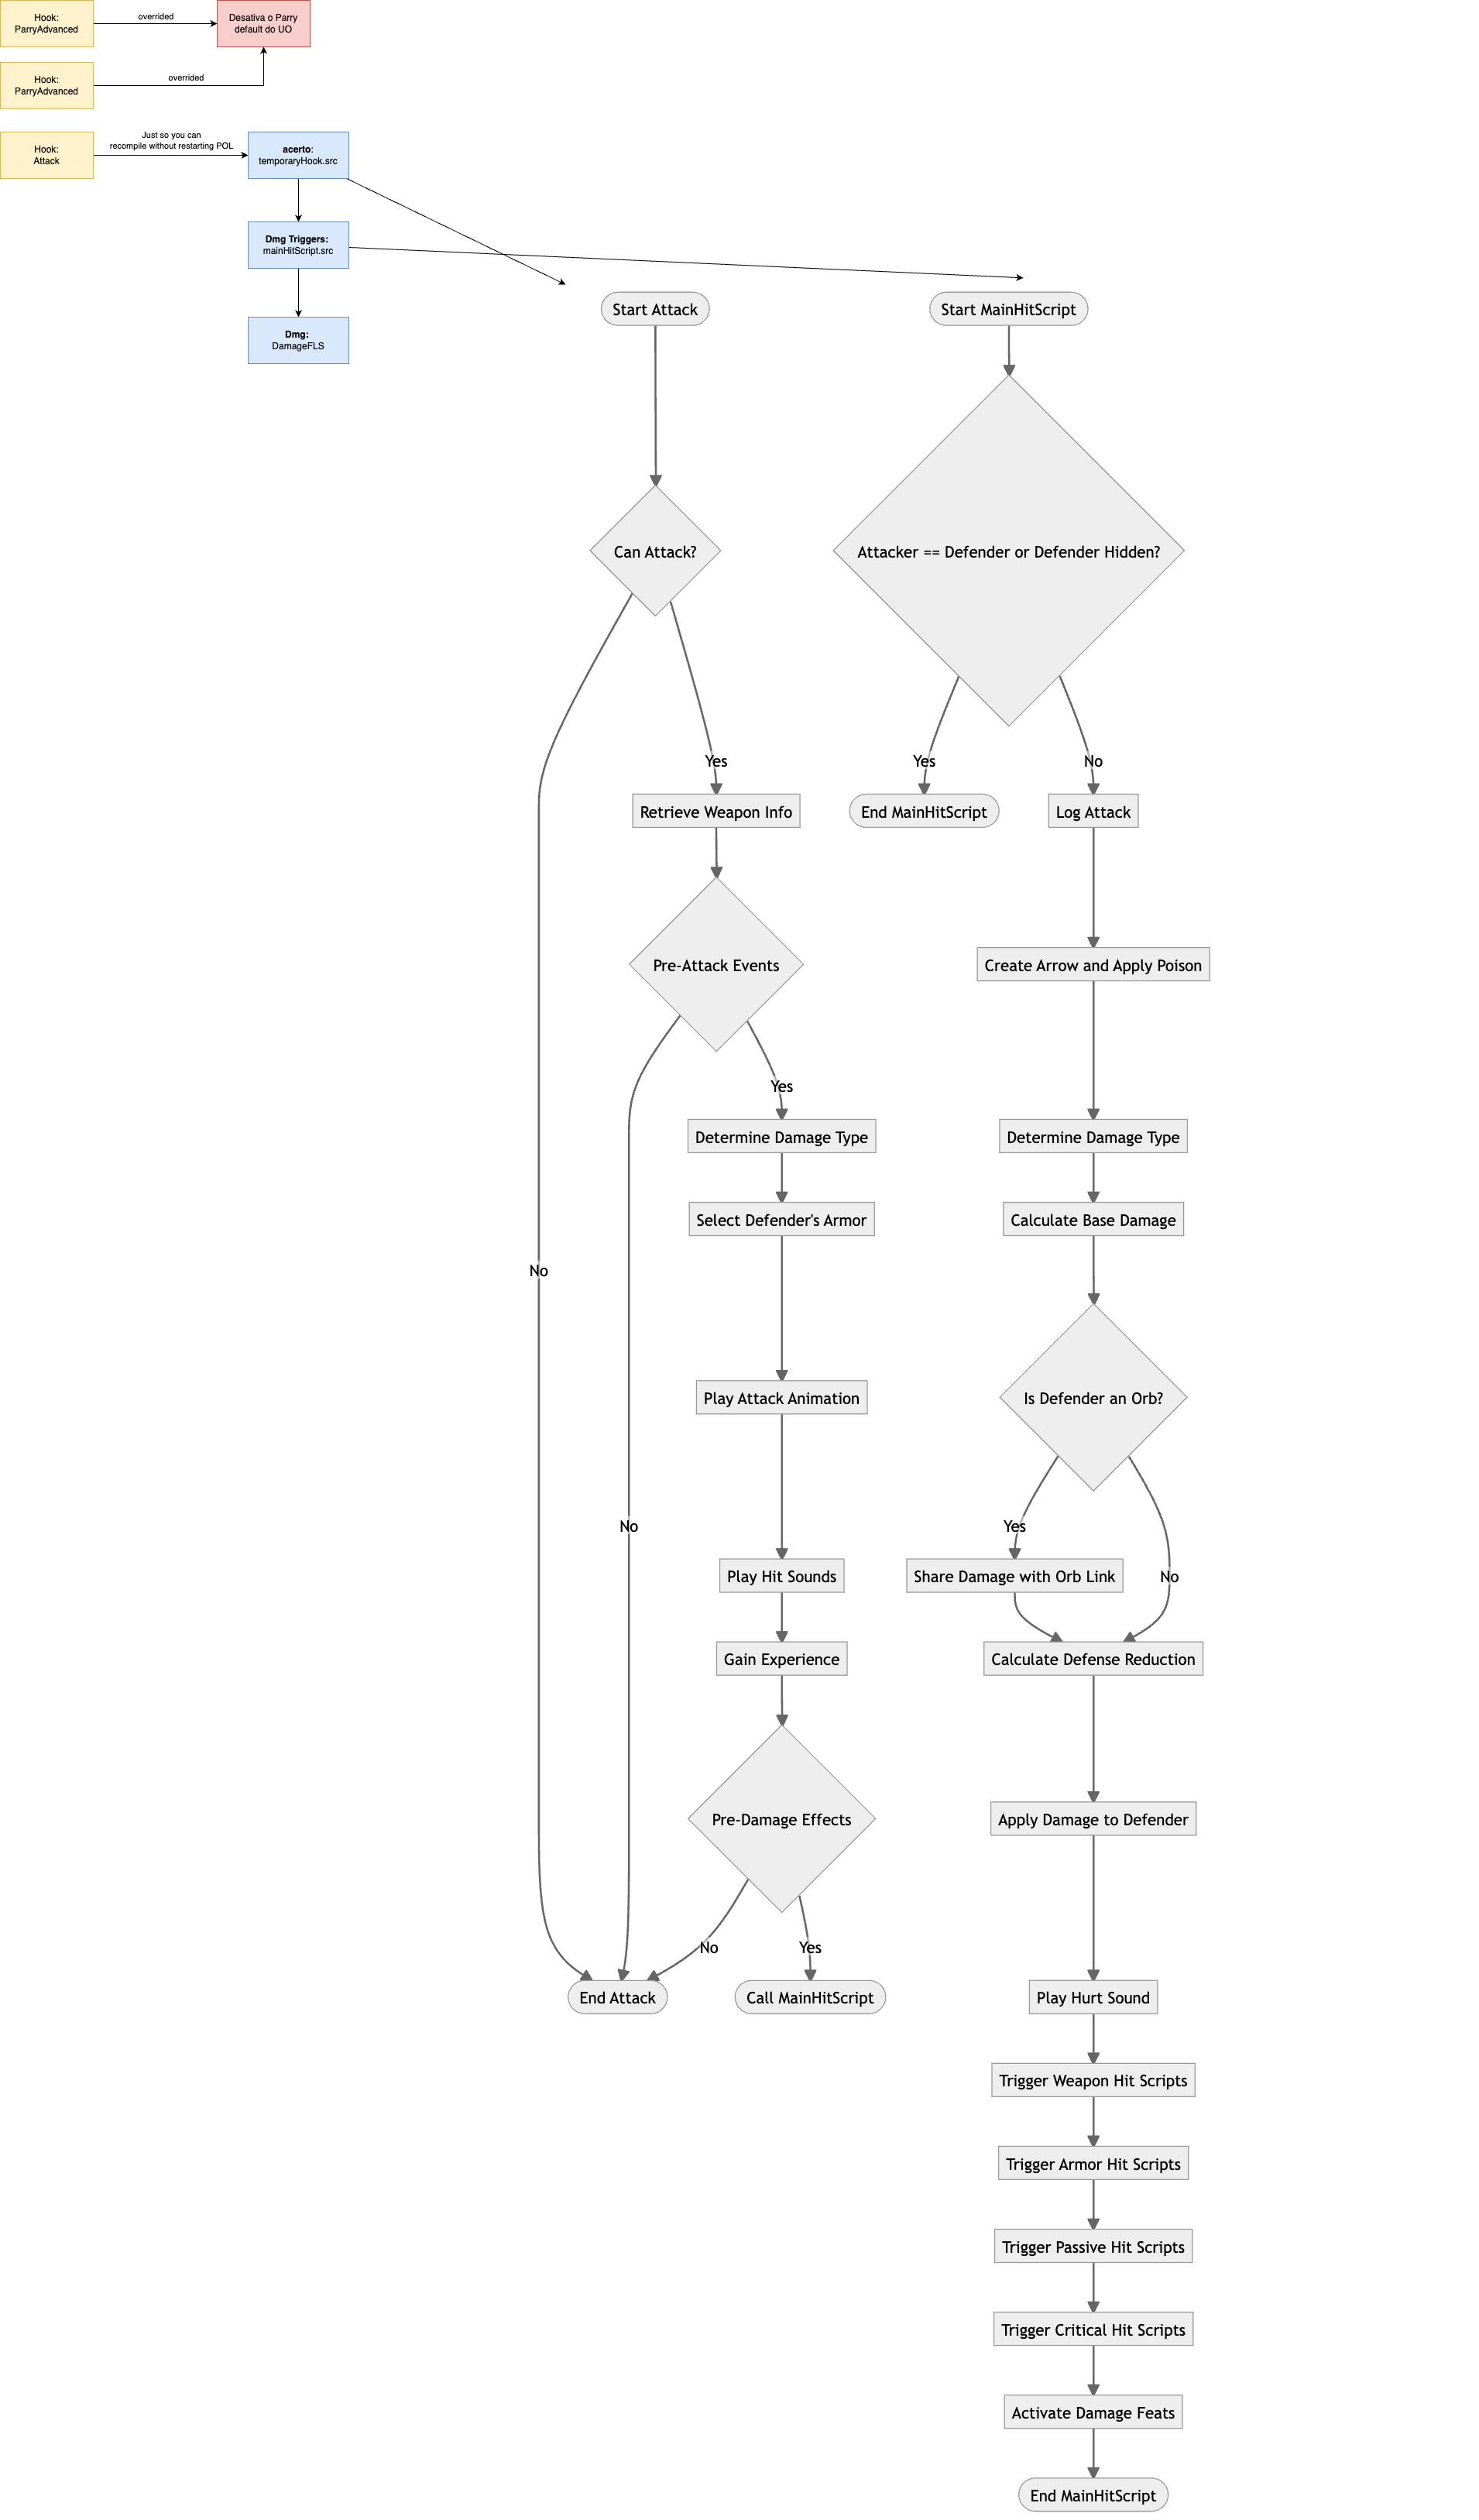 Hook:
ParryAdvanced
overrided
Desativa o Parry
default do UO
Hook:
ParryAdvanced
overrided
Hook:
Attack
Just so you can
recompile without restarting POL
acerto:
temporaryHook.src
Dmg Triggers:
mainHitScript.src
Dmg:
DamageFLS
Start Attack
Can Attack?
Yes
Retrieve Weapon Info
Pre-Attack Events
Yes
Determine Damage Type
Select Defender's Armor
No
Play Attack Animation
No
Play Hit Sounds
Gain Experience
Pre-Damage Effects
No
Yes
End Attack
Call MainHitScript
Start MainHitScript
Attacker == Defender or Defender Hidden?
Yes
No
End MainHitScript
Log Attack
Create Arrow and Apply Poison
Determine Damage Type
Calculate Base Damage
Is Defender an Orb?
Yes
Share Damage with Orb Link
No
Calculate Defense Reduction
Apply Damage to Defender
Play Hurt Sound
Trigger Weapon Hit Scripts
Trigger Armor Hit Scripts
Trigger Passive Hit Scripts
Trigger Critical Hit Scripts
Activate Damage Feats
End MainHitScript